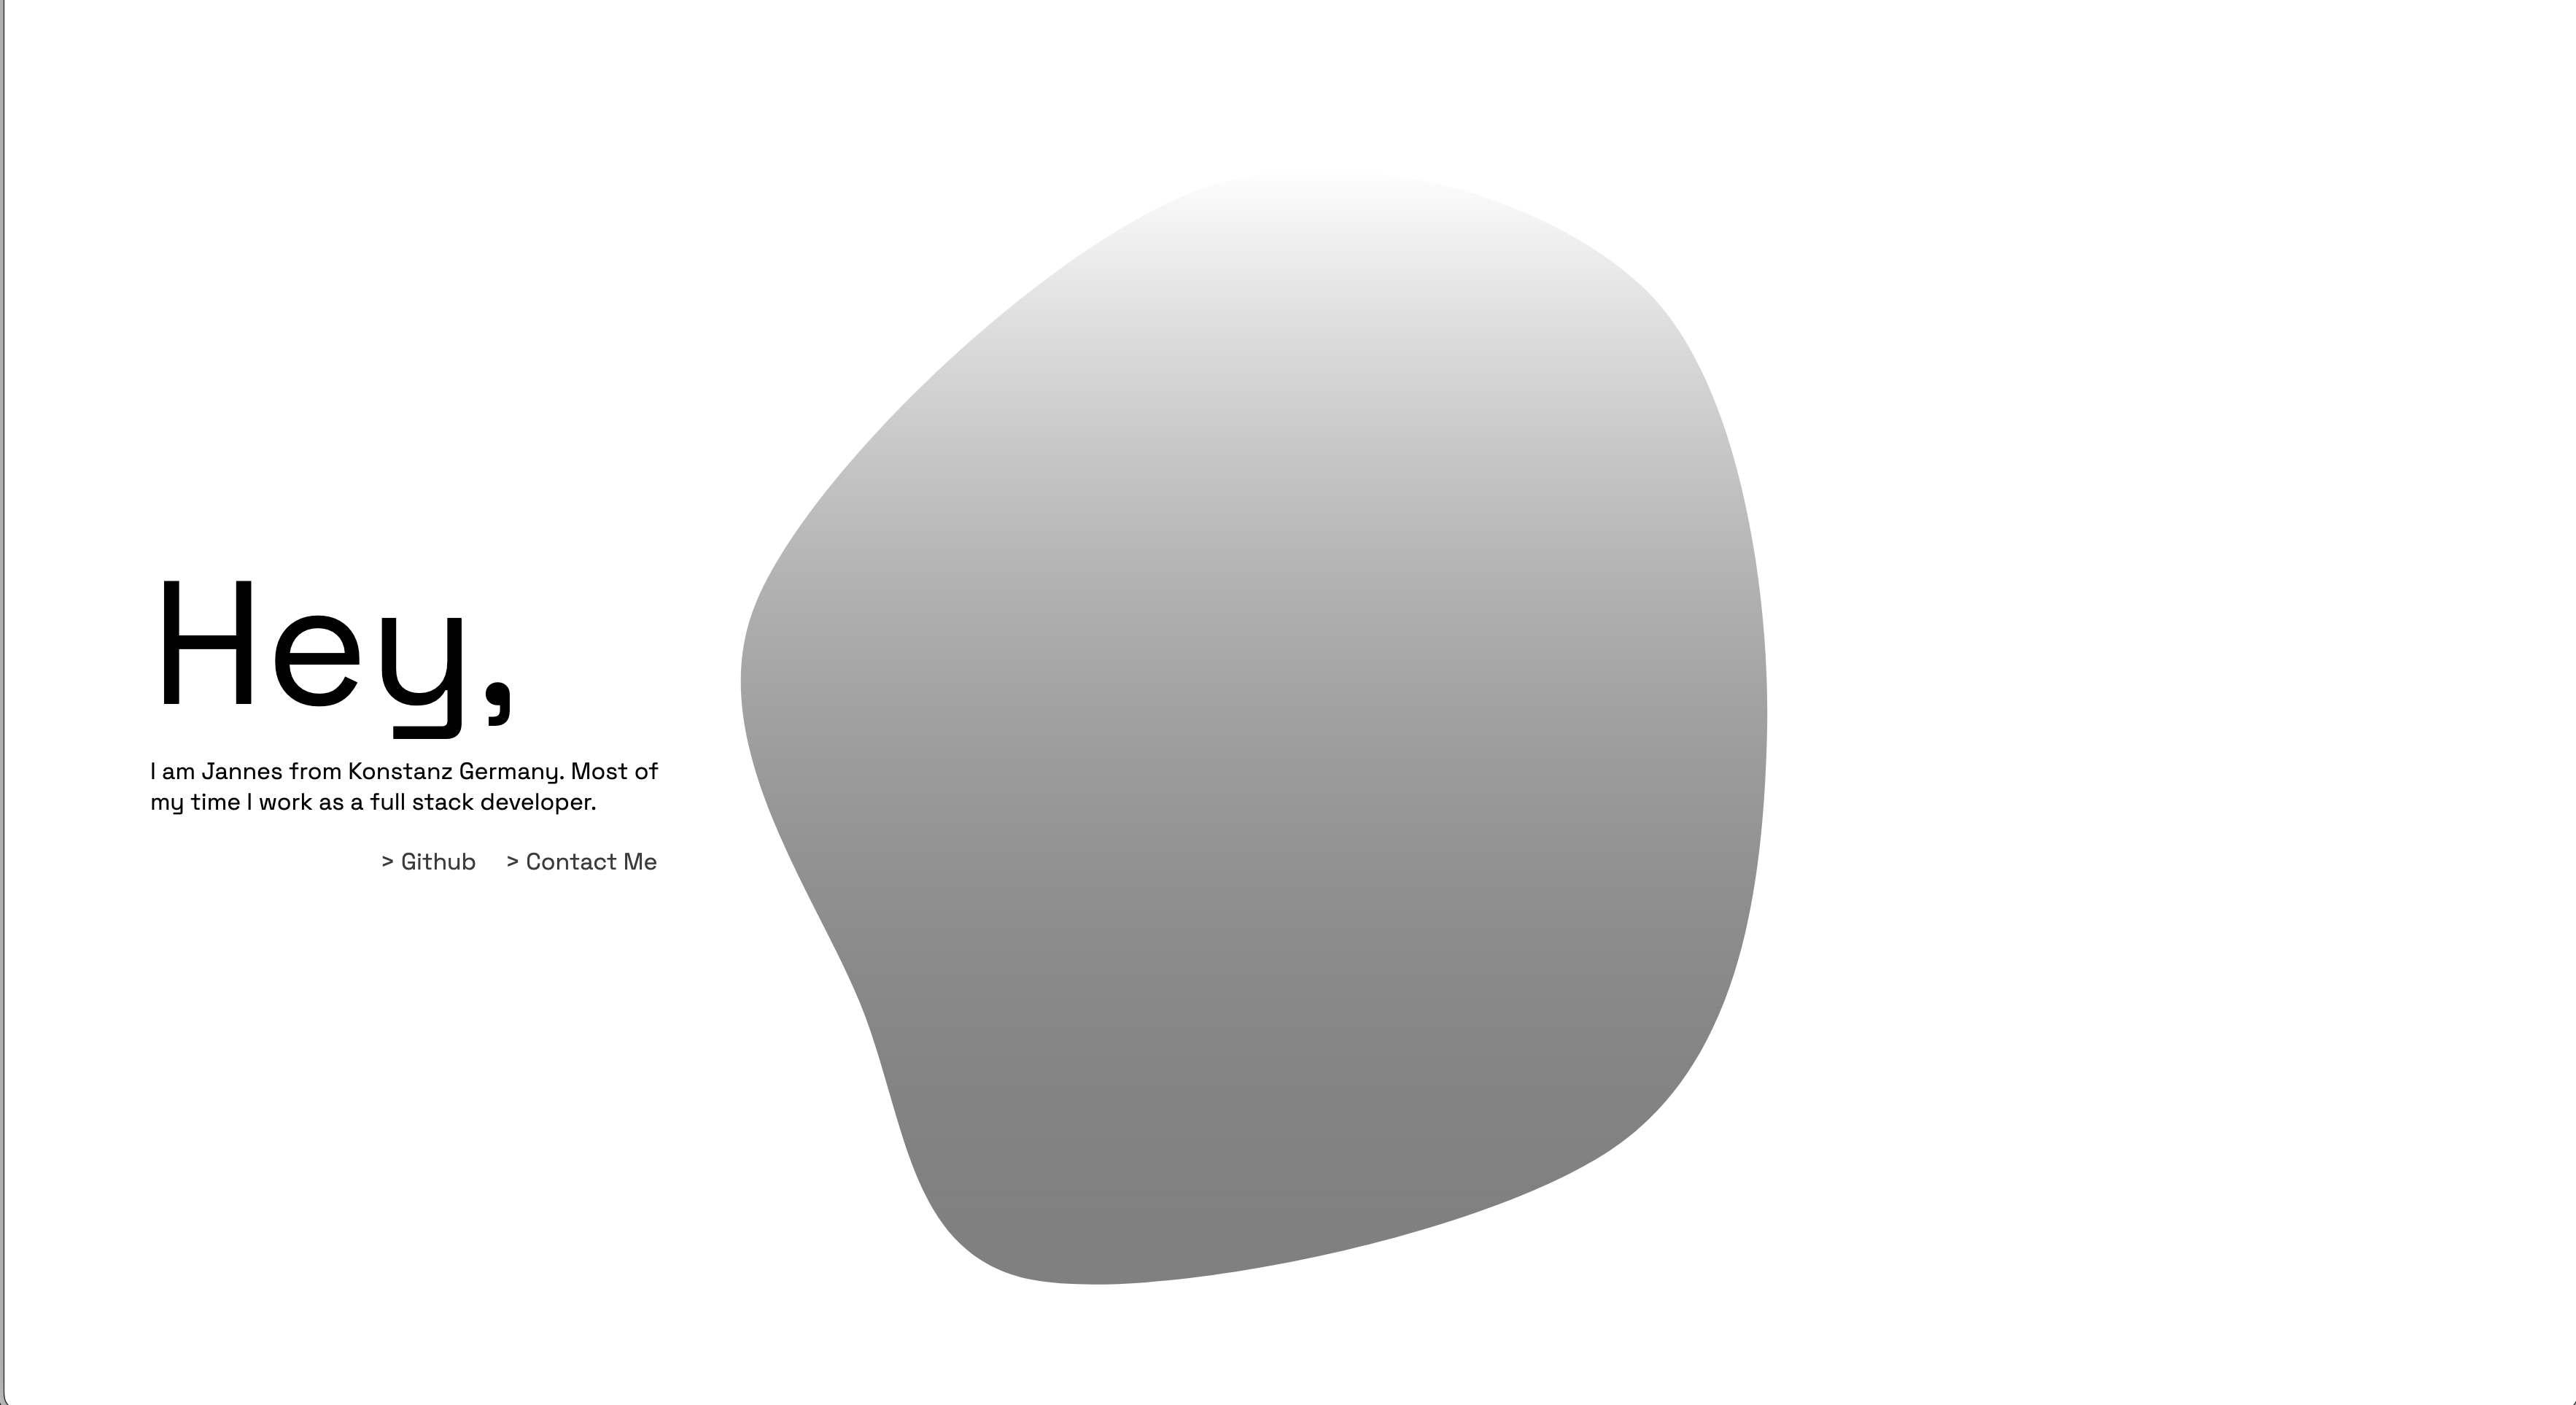 Hey,
I am Jannes from Konstanz Germany. Most of
my time I work as a full stack developer.
> Github > Contact Me